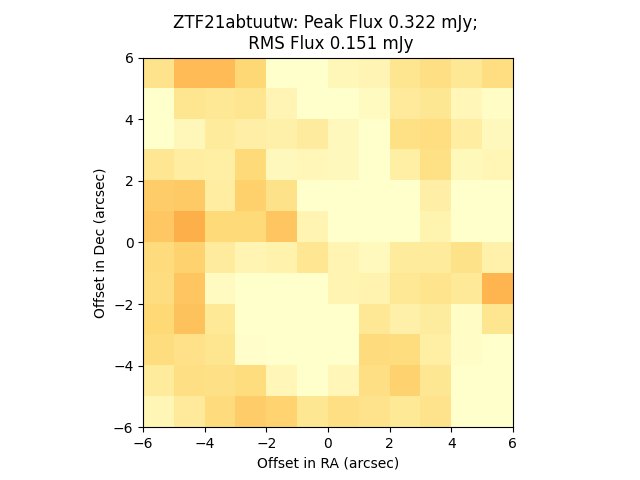 ZTF21abtuutw: Peak Flux 0.322 mJy;
RMS Flux 0.151 mJy
6
4
2
0
−2
−4
−6
Offset in Dec (arcsec)
−6 −4 −2 0 2 4 6
Offset in RA (arcsec)